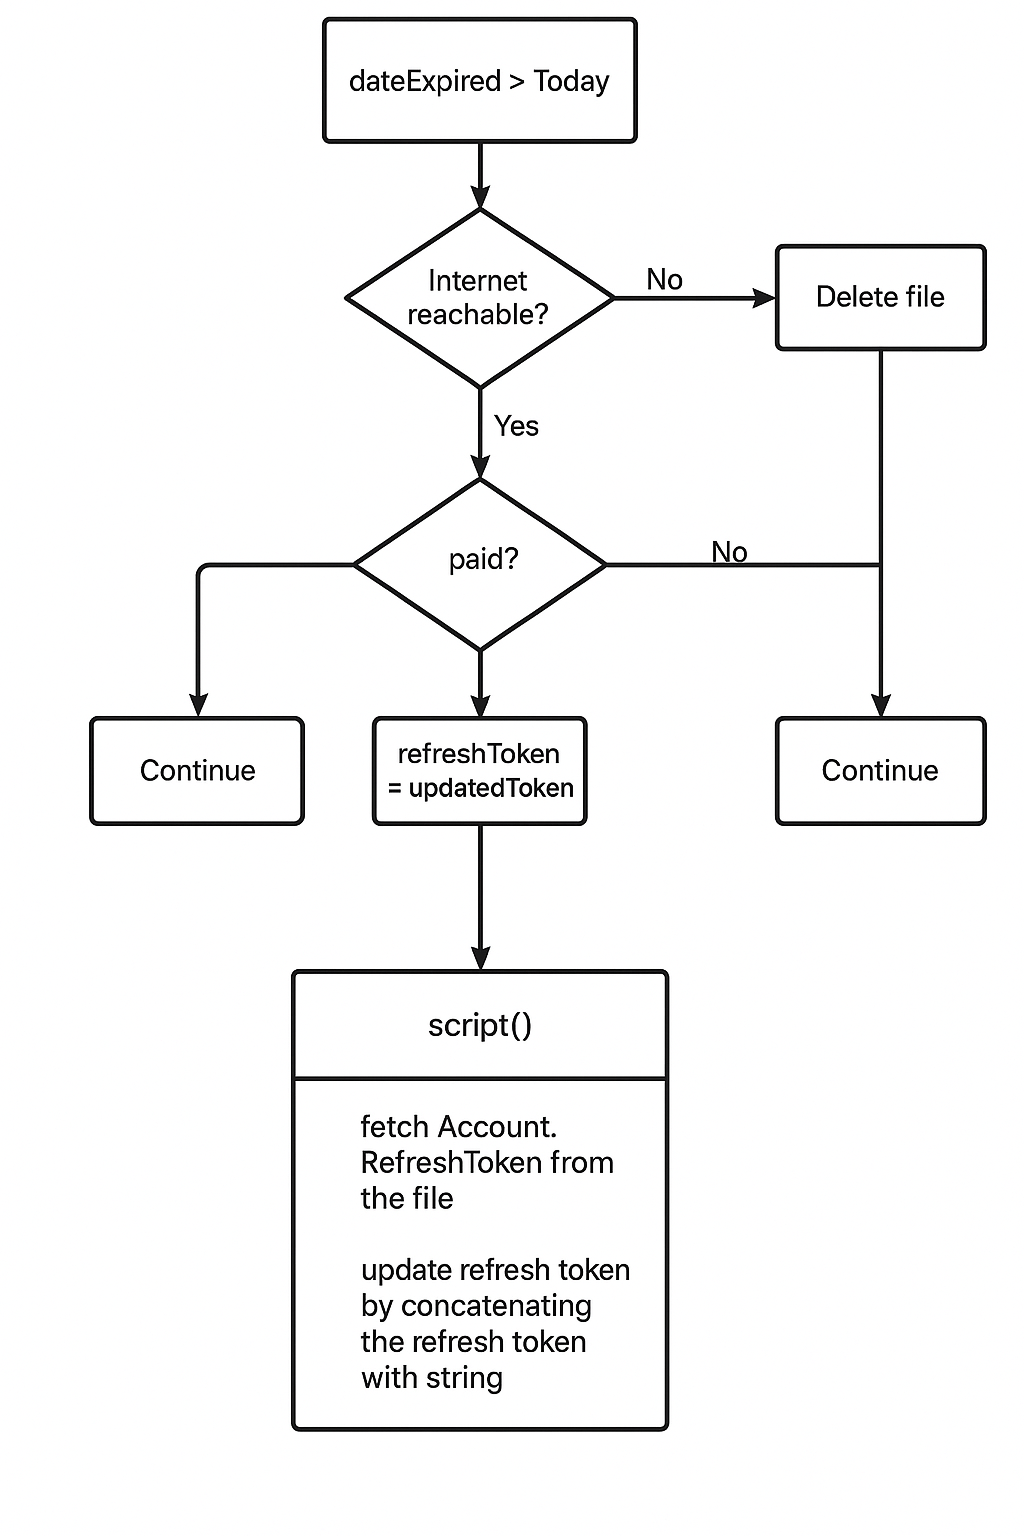 dateExpired > Today
Internet
reachable?
No
Delete file
Yes
paid?
No
Continue
refreshToken
= updatedToken
Continue
script()
fetch Account.
RefreshToken from
the file
update refresh token
by concatenating
the refresh token
with string